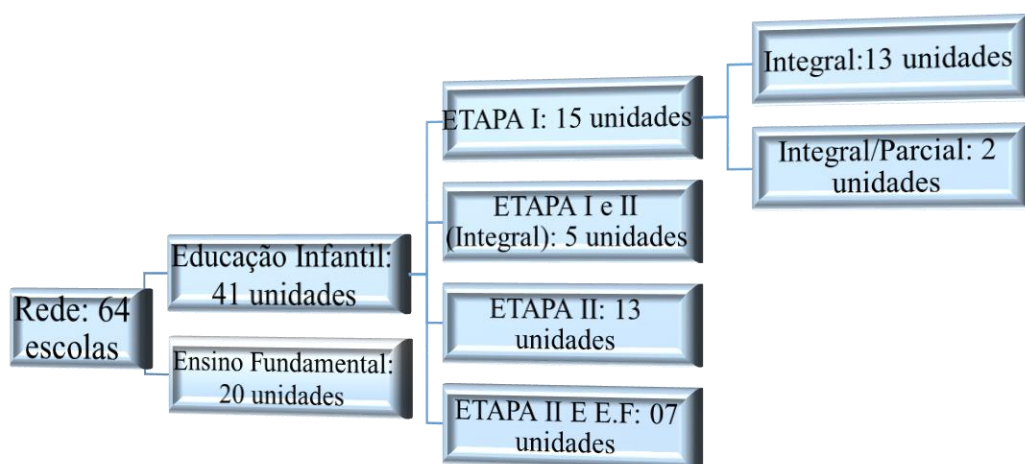 Rede: 64
escolas
Educação Infantil:
41 unidades
Ensino Fundamental:
20 unidades
ETAPA I: 15 unidades
ETAPA I e II
(Integral): 5 unidades
ETAPA II: 13
unidades
ETAPA II E E.F: 07
unidades
Integral:13 unidades
Integral/Parcial: 2
unidades